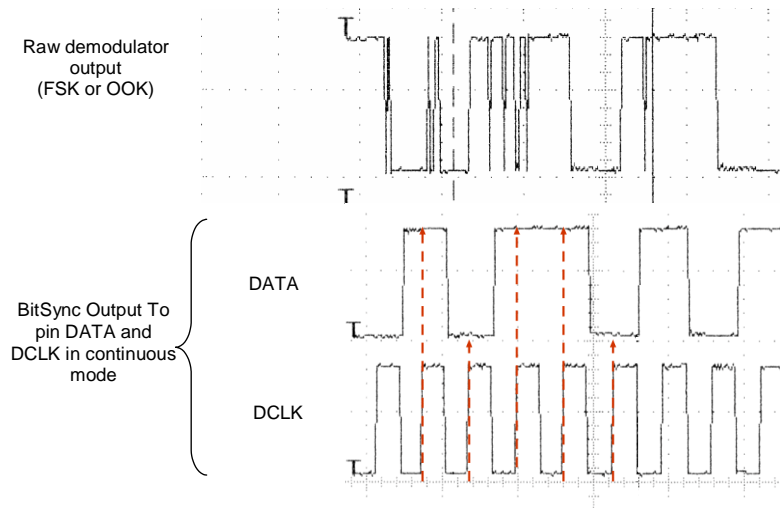 Raw demodulator
output
(FSK or OOK)
DATA
BitSync Output To
pin DATA and
DCLK in continuous
mode
DCLK